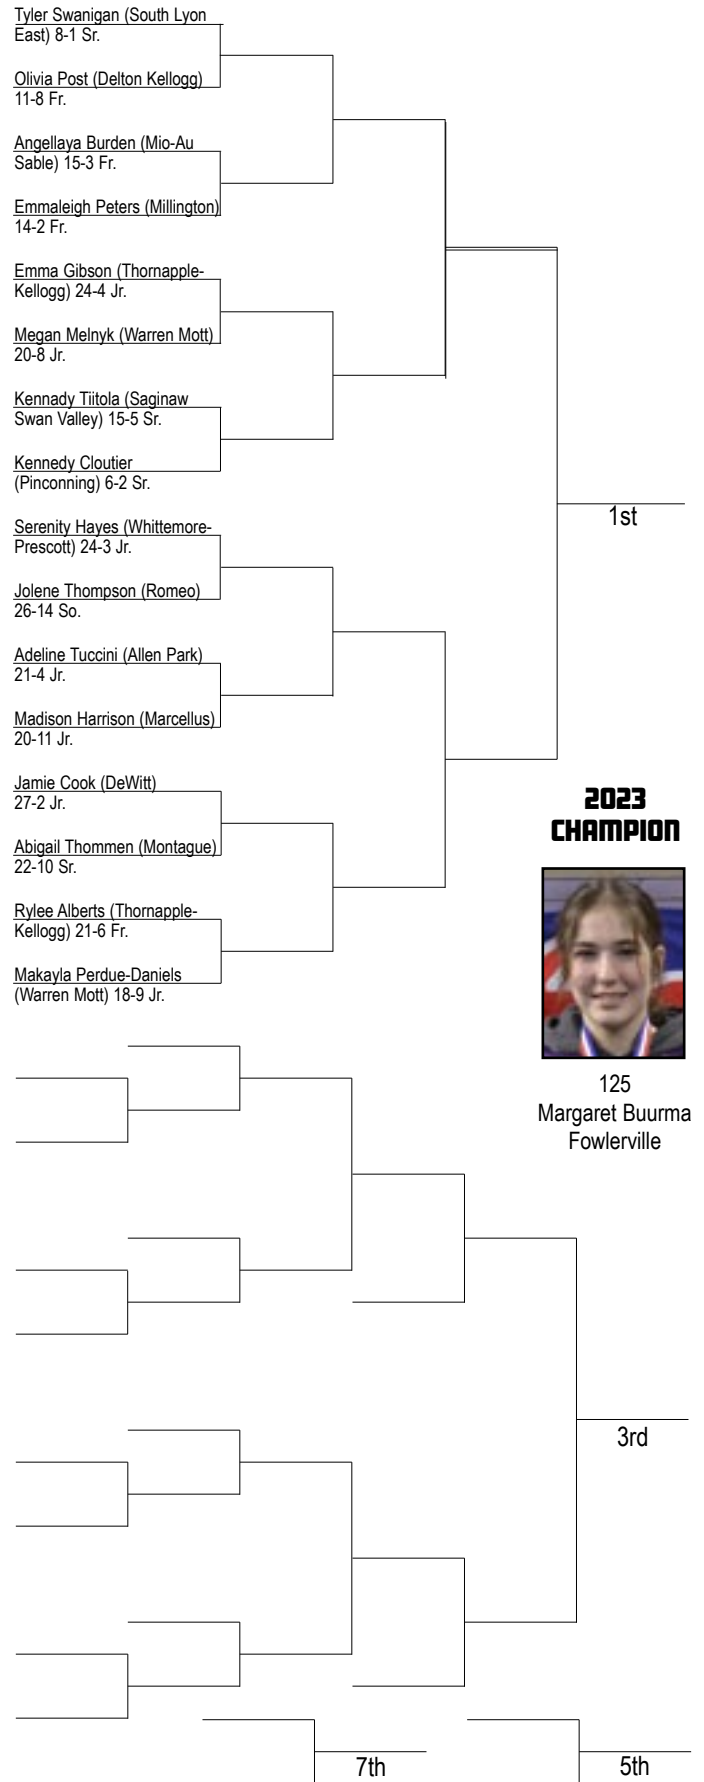 Tyler Swanigan (South Lyon
East) 8-1 Sr.
Olivia Post (Delton Kellogg)
11-8 Fr.
Angellaya Burden (Mio-Au
Sable) 15-3 Fr.
Emmaleigh Peters (Millington)
14-2 Fr.
Emma Gibson (Thornapple-
Kellogg) 24-4 Jr.
Megan Melnyk (Warren Mott)
20-8 Jr.
Kennady Tiitola (Saginaw
Swan Valley) 15-5 Sr.
Kennedy Cloutier
(Pinconning) 6-2 Sr.
Serenity Hayes (Whittemore-
Prescott) 24-3 Jr.
Jolene Thompson (Romeo)
26-14 So.
Adeline Tuccini (Allen Park)
21-4 Jr.
Madison Harrison (Marcellus)
20-11 Jr.
Jamie Cook (DeWitt)
27-2 Jr.
Abigail Thommen (Montague)
22-10 Sr.
Rylee Alberts (Thornapple-
Kellogg) 21-6 Fr.
Makayla Perdue-Daniels
(Warren Mott) 18-9 Jr.
1st
2023
CHAMPION
125
Margaret Buurma
Fowlerville
3rd
7th
5th